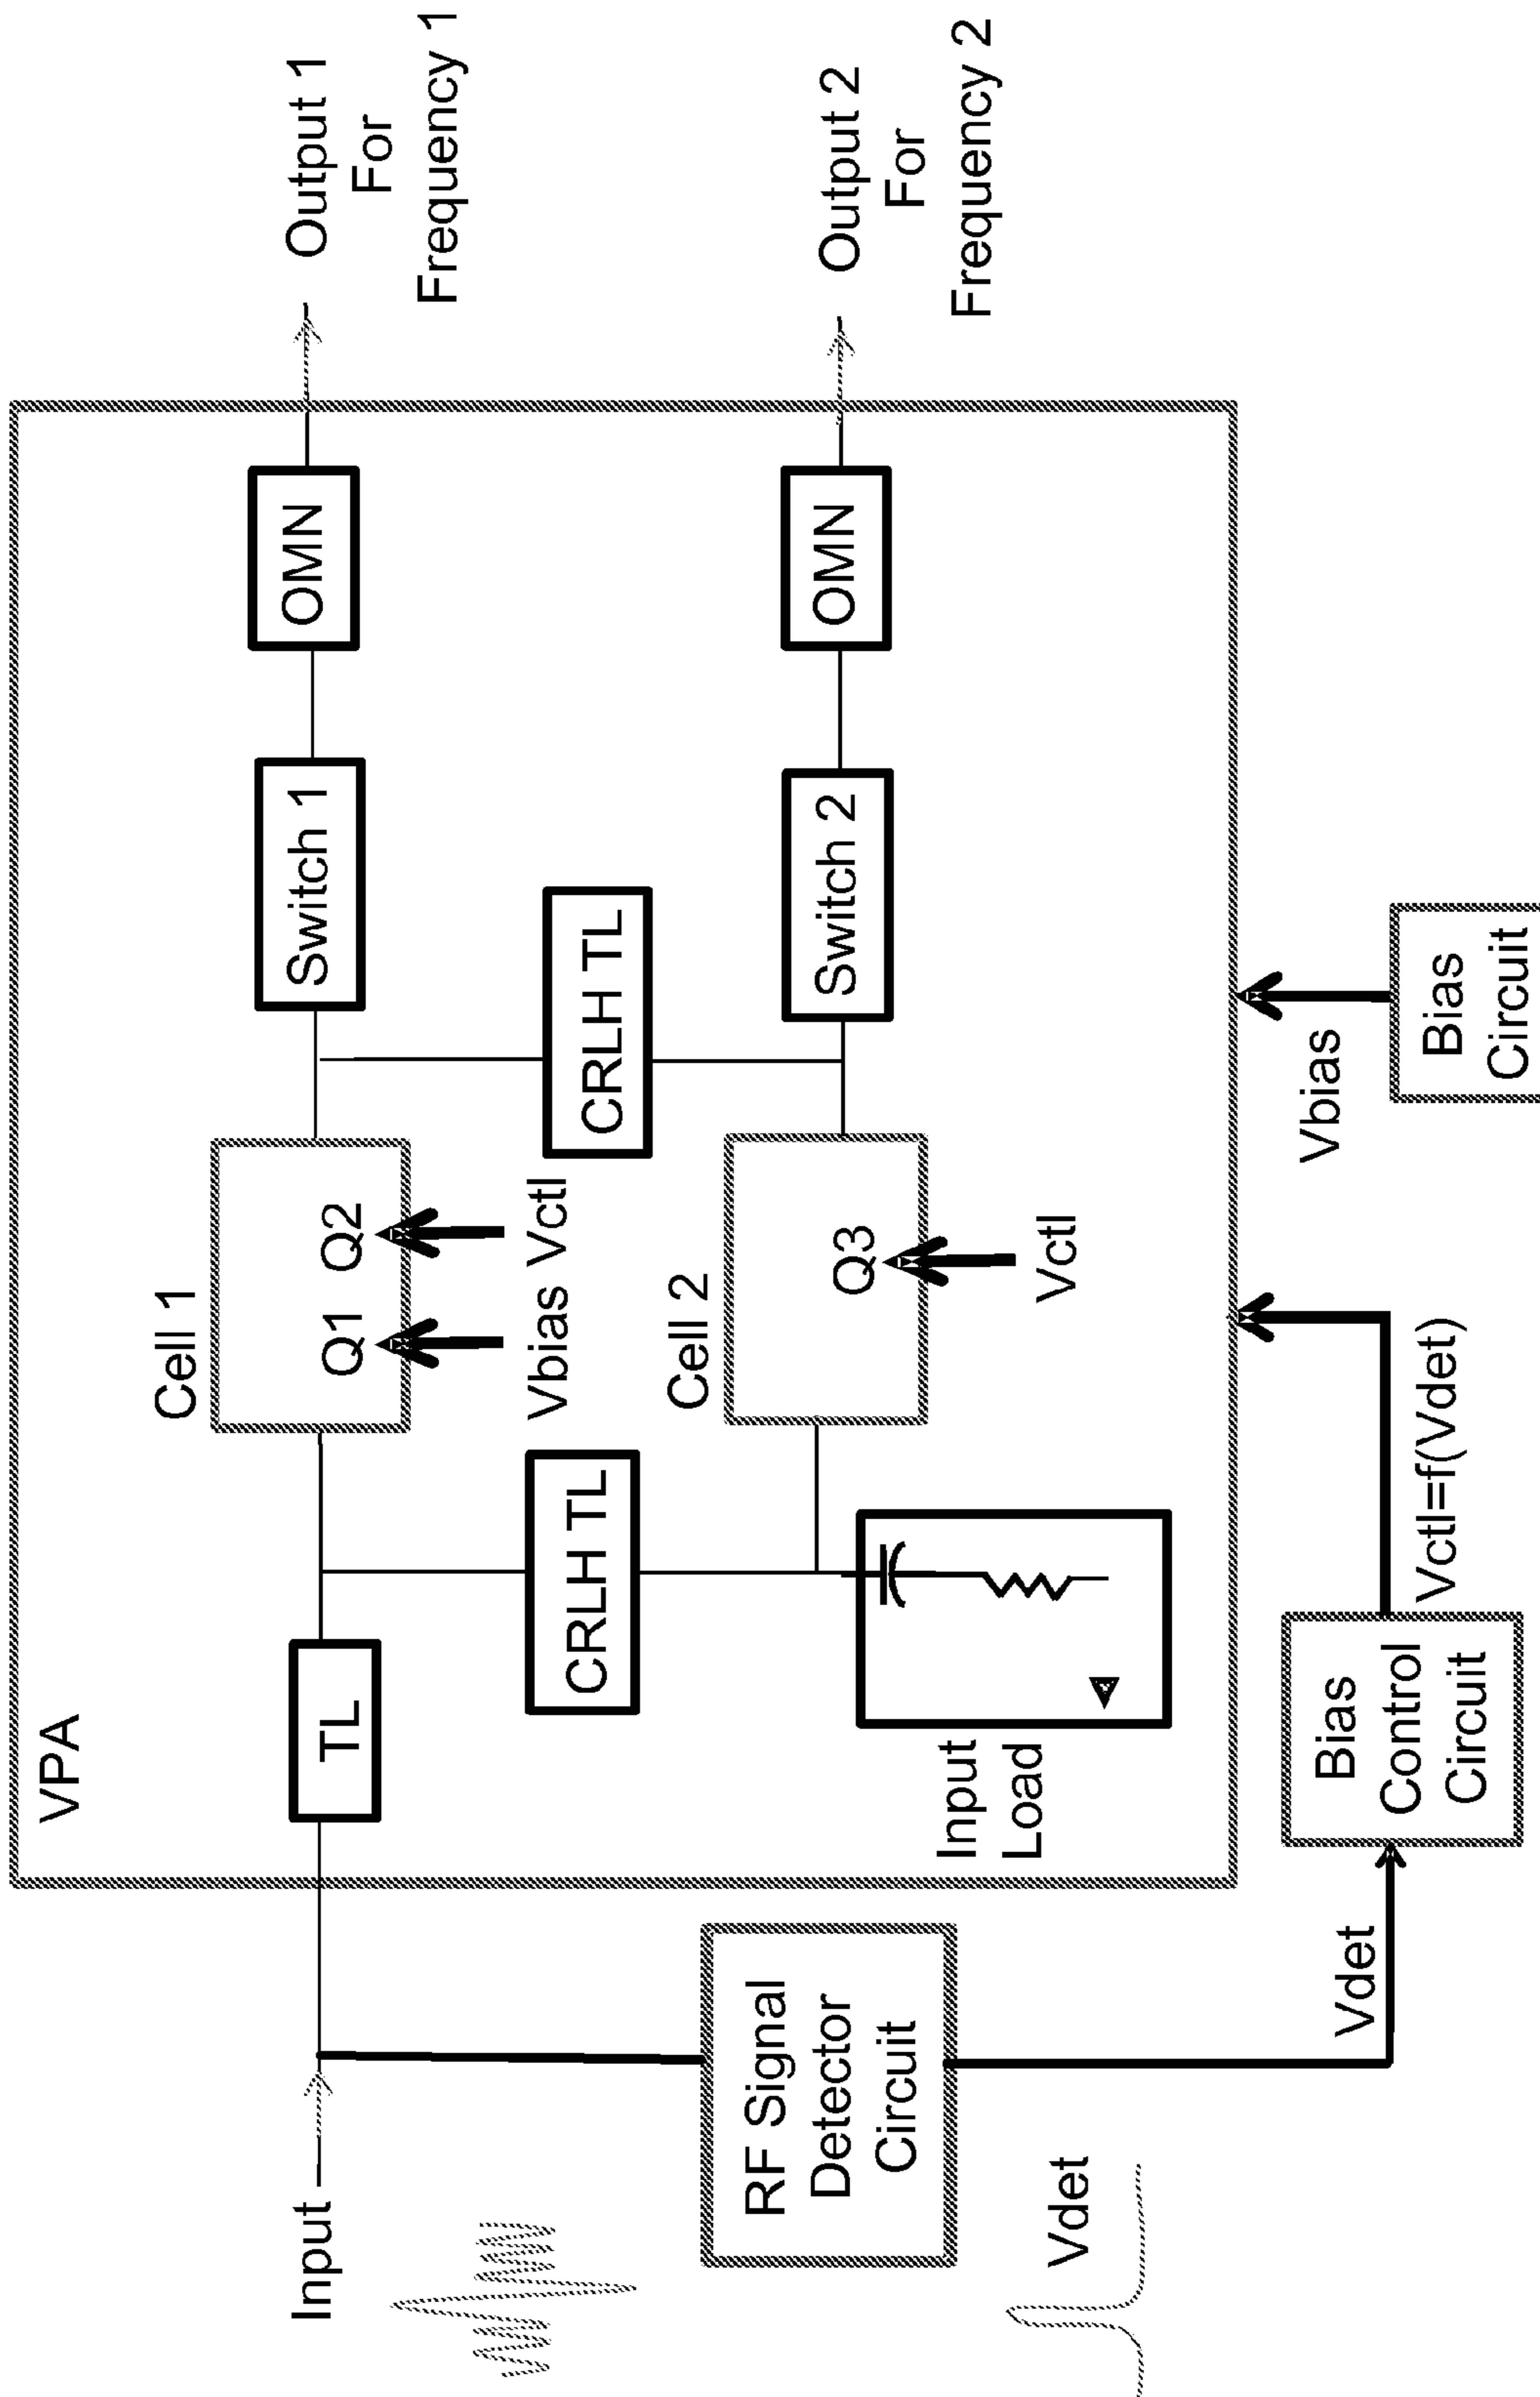 VPA
Input
TL
Cell 1
Q1 Q2
Vbias Vctl
Switch 1
OMN
Output 1
For
Frequency 1
CRLH TL
CRLH TL
Cell 2
Q3
Vctl
Switch 2
OMN
Output 2
For
Frequency 2
Input
Load
RF Signal
Detector
Circuit
Vdet
Vdet
Bias
Control
Circuit
Vctl=f(Vdet)
Vbias
Bias
Circuit